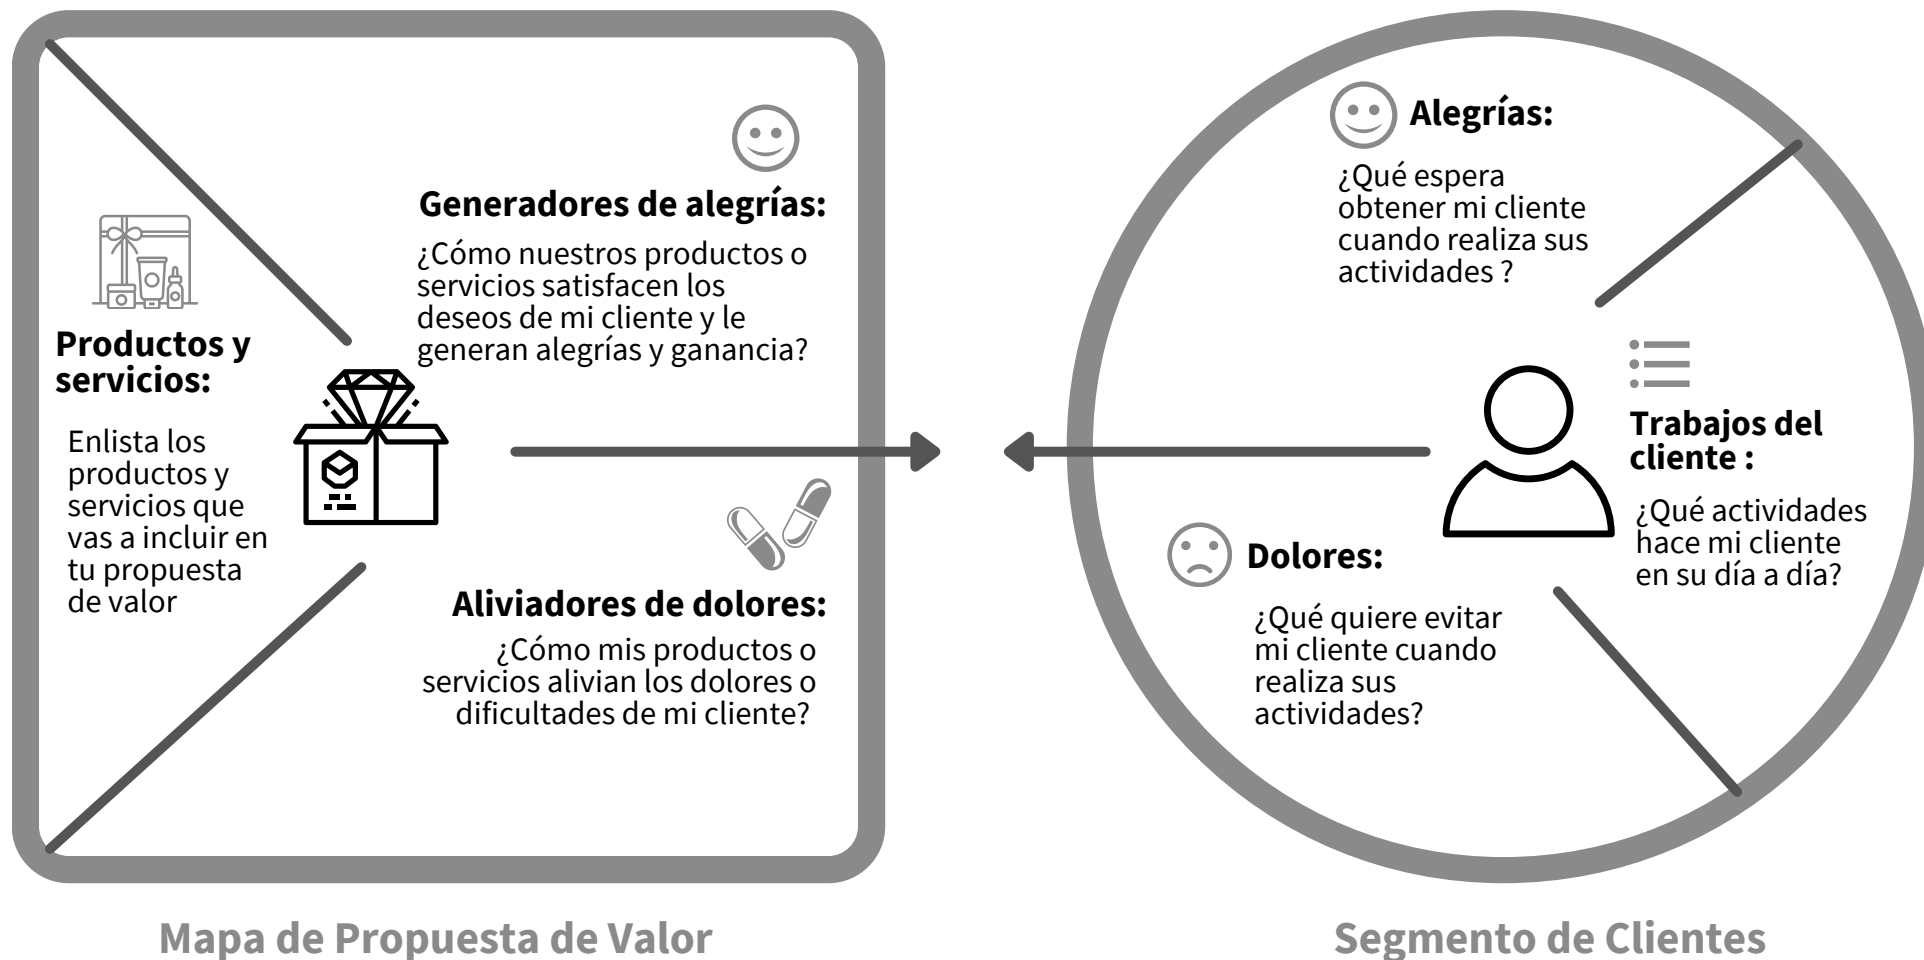 Productos y
servicios:
Enlista los
productos y
servicios que
vas a incluir en
tu propuesta
de valor
Generadores de alegrías:
¿Cómo nuestros productos o
servicios satisfacen los
deseos de mi cliente y le
generan alegrías y ganancia?
Aliviadores de dolores:
¿Cómo mis productos o
servicios alivian los dolores o
dificultades de mi cliente?
Mapa de Propuesta de Valor
Alegrías:
¿Qué espera
obtener mi cliente
cuando realiza sus
actividades ?
Trabajos del
cliente :
¿Qué actividades
hace mi cliente
en su día a día?
Dolores:
¿Qué quiere evitar
mi cliente cuando
realiza sus
actividades?
Segmento de Clientes